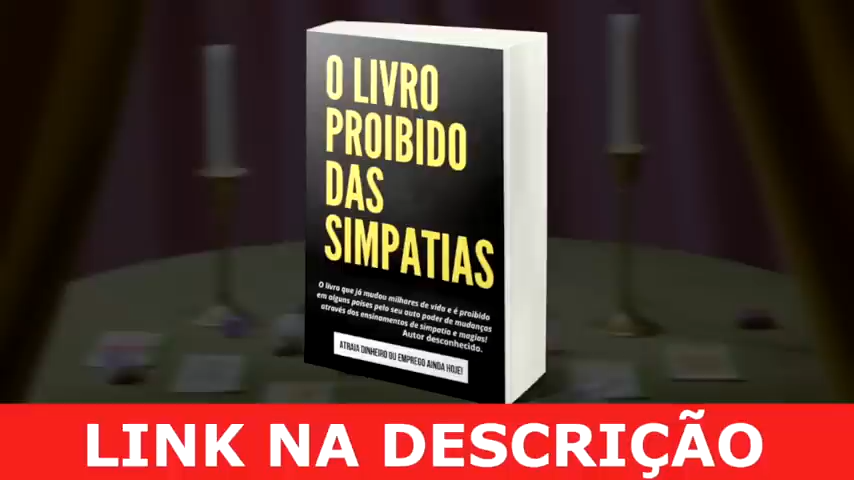 O LIVRO
PROIBIDO
DAS
SIMPATIAS
O livro que já mudou milhares de vida e é proibido
em alguns países pelo seu auto poder de mudanças
através dos ensinamentos de simpatia e magias!
Autor desconhecido.
ATRAIA DINHEIRO OU EMPREGO AINDA HOJE!
LINK NA DESCRIÇÃO